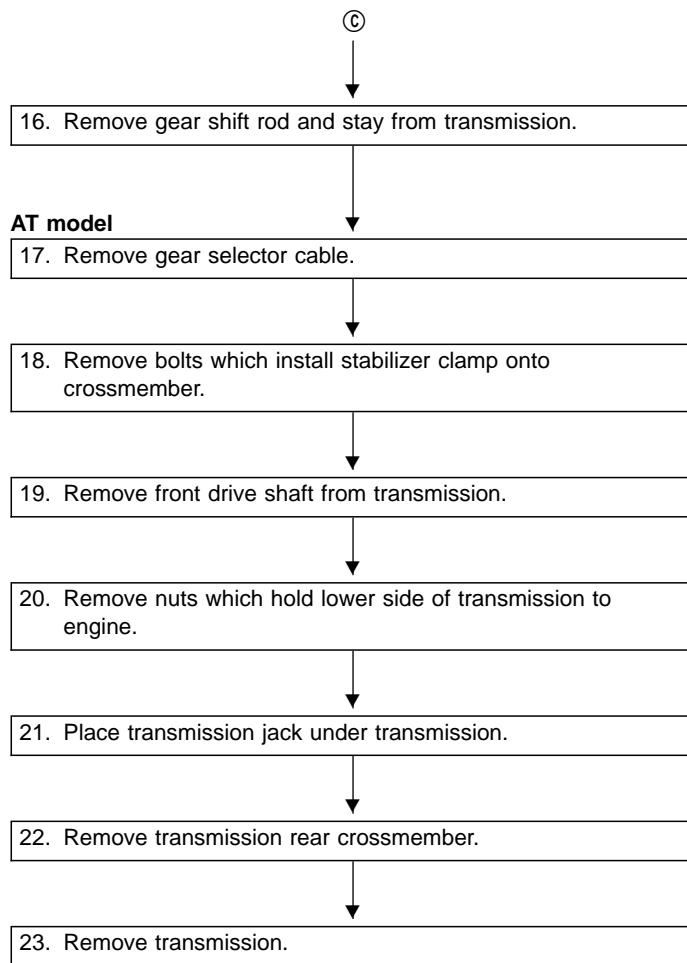 Ⓒ
16. Remove gear shift rod and stay from transmission.
AT model
17. Remove gear selector cable.
18. Remove bolts which install stabilizer clamp onto
crossmember.
19. Remove front drive shaft from transmission.
20. Remove nuts which hold lower side of transmission to
engine.
21. Place transmission jack under transmission.
22. Remove transmission rear crossmember.
23. Remove transmission.